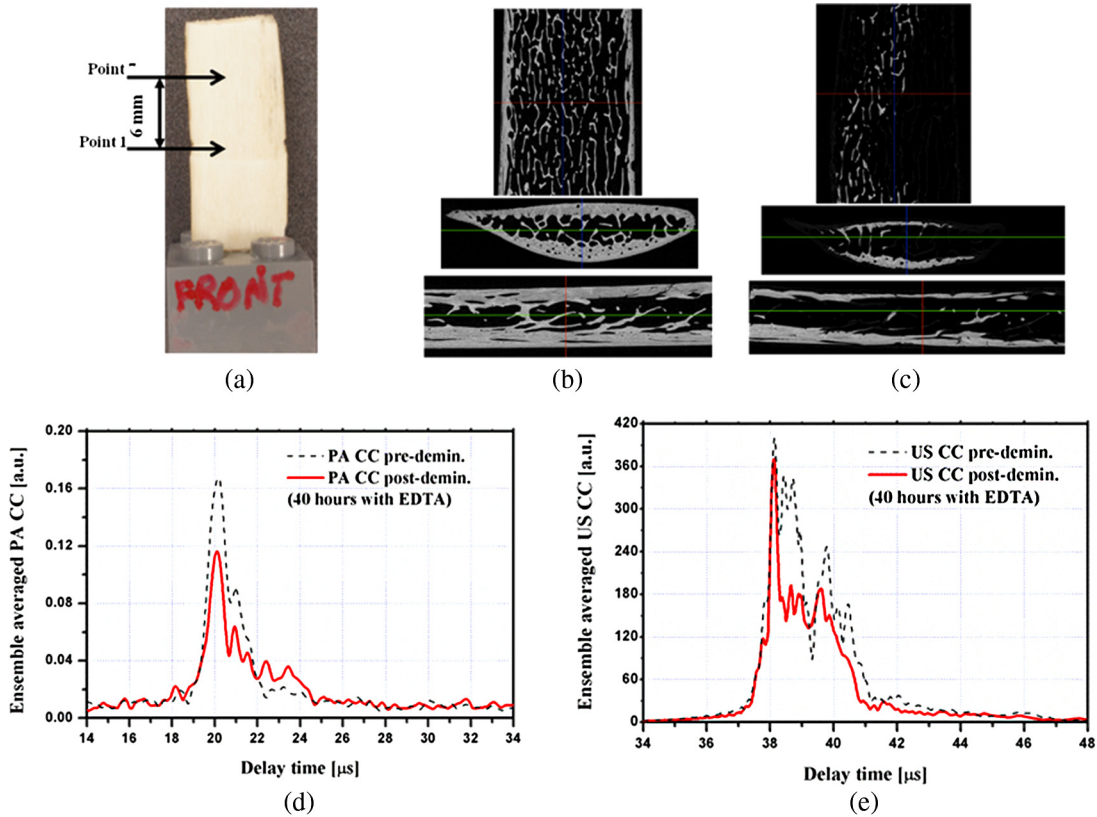 Point
6 mm
Point 1
FRONT
(a)
(b)
(c)
0.20
0.16
0.12
0.08
0.04
0.00
Ensemble averaged PA CC [a.u.]
PA CC pre-demin.
PA CC post-demin.
(40 hours with EDTA)
14 16 18 20 22 24 26 28 30 32 34
Delay time [μs]
(d)
420
360
300
240
180
120
60
0
Ensemble averaged US CC [a.u.]
US CC pre-demin.
US CC post-demin.
(40 hours with EDTA)
34 36 38 40 42 44 46 48
Delay time [μs]
(e)